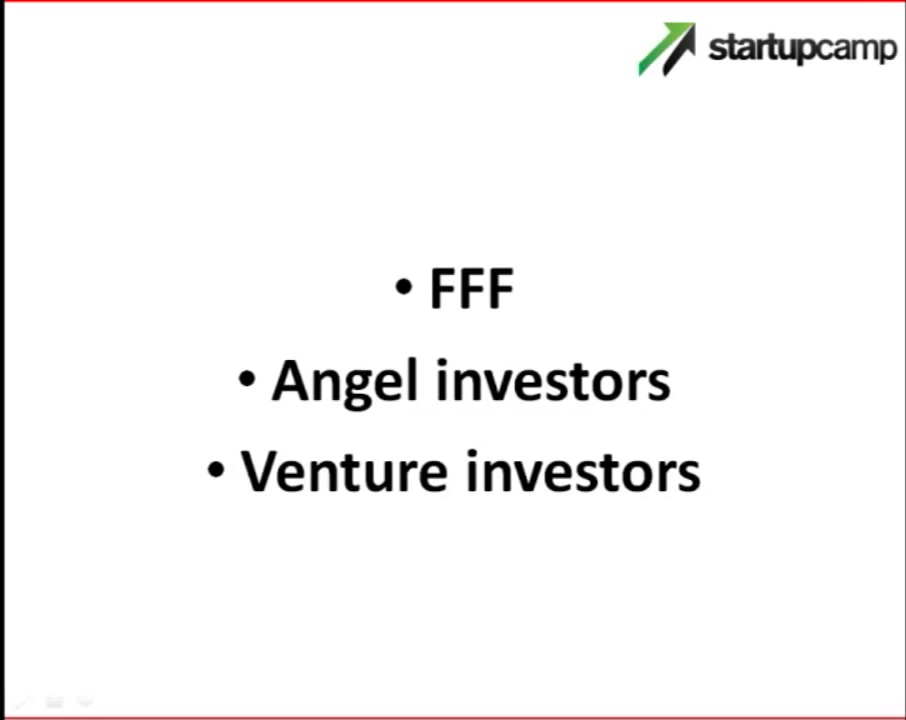 startupcamp
• FFF
• Angel investors
• Venture investors